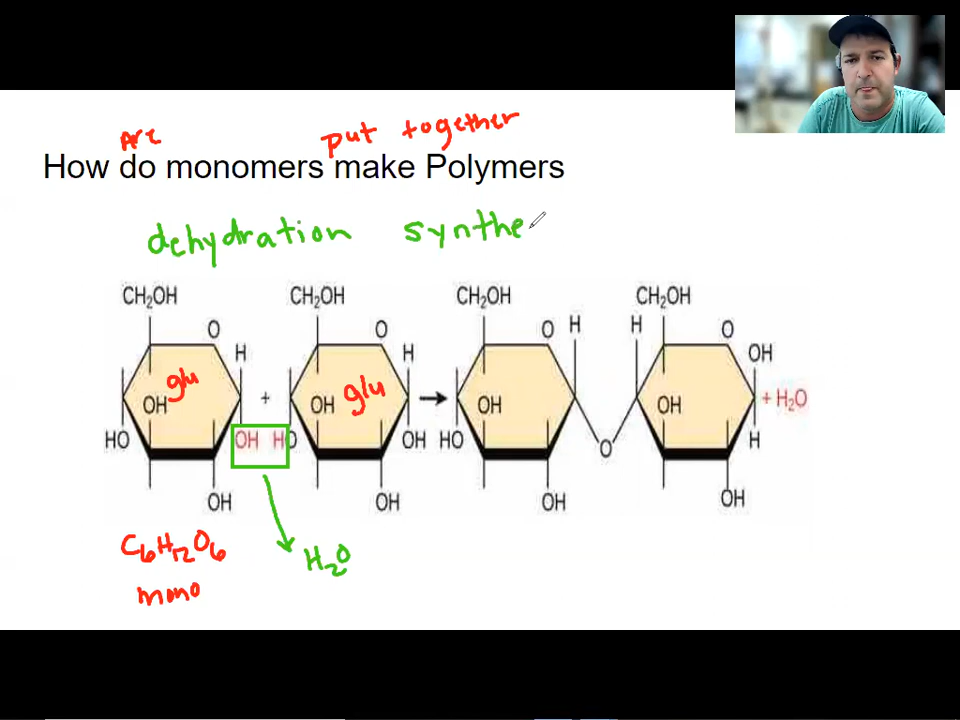 Are put together
How do monomers make Polymers
dehydration synthe
CH₂OH CH₂OH CH₂OH CH₂OH
O O O H H O
H H OH
glu glu
OH + OH OH O OH + H₂O
HO OH HO OH HO H
OH OH OH OH
C₆H₁₂O₆ H₂O
mono